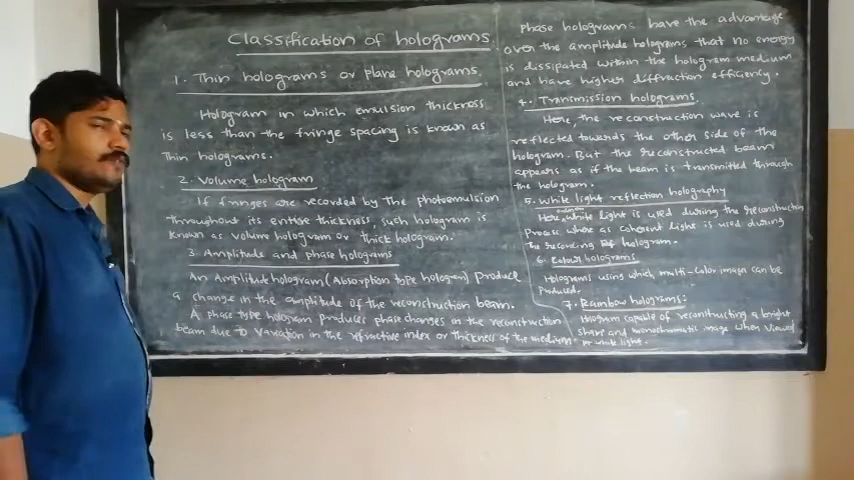 Classification of holograms.
1. Thin holograms or plane holograms.
Hologram in which emulsion thickness
is less than the fringe spacing is known as
Thin holograms.
2. Volume hologram
If fringes are recorded by the photoemulsion
throughout its entire thickness, such hologram is
known as volume hologram or thick hologram.
3. Amplitude and phase holograms
An Amplitude hologram (Absorption type hologram) produce
a change in the amplitude of the reconstruction beam.
A phase type hologram produces phase changes in the reconstruction
beam due to variation in the refractive index or thickness of the medium.
Phase holograms have the advantage
over the amplitude holograms that no energy
is dissipated within the hologram medium
and have higher diffraction efficiency.
4. Transmission holograms.
Here, the reconstruction wave is
reflected towards the other side of the
hologram. But the reconstructed beam
appears as if the beam is transmitted through
the hologram.
5. White light reflection holography
Here, white light is used during the reconstructing
process where as coherent light is used during
the recording of hologram.
6. Colour holograms
Holograms using which multi-color image can be
produced.
7. Rainbow holograms:
Hologram capable of reconstructing a bright
sharp and monochromatic image when viewed
in white light.